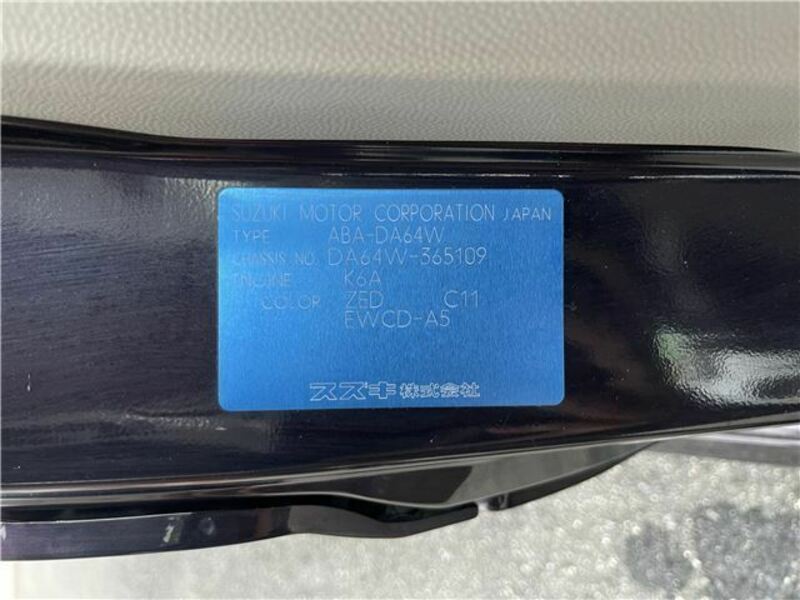 SUZUKI MOTOR CORPORATION JAPAN
TYPE ABA-DA64W
CHASSIS NO. DA64W-365109
ENGINE K6A
COLOR ZED C11
EWCD-A5
スズキ株式会社